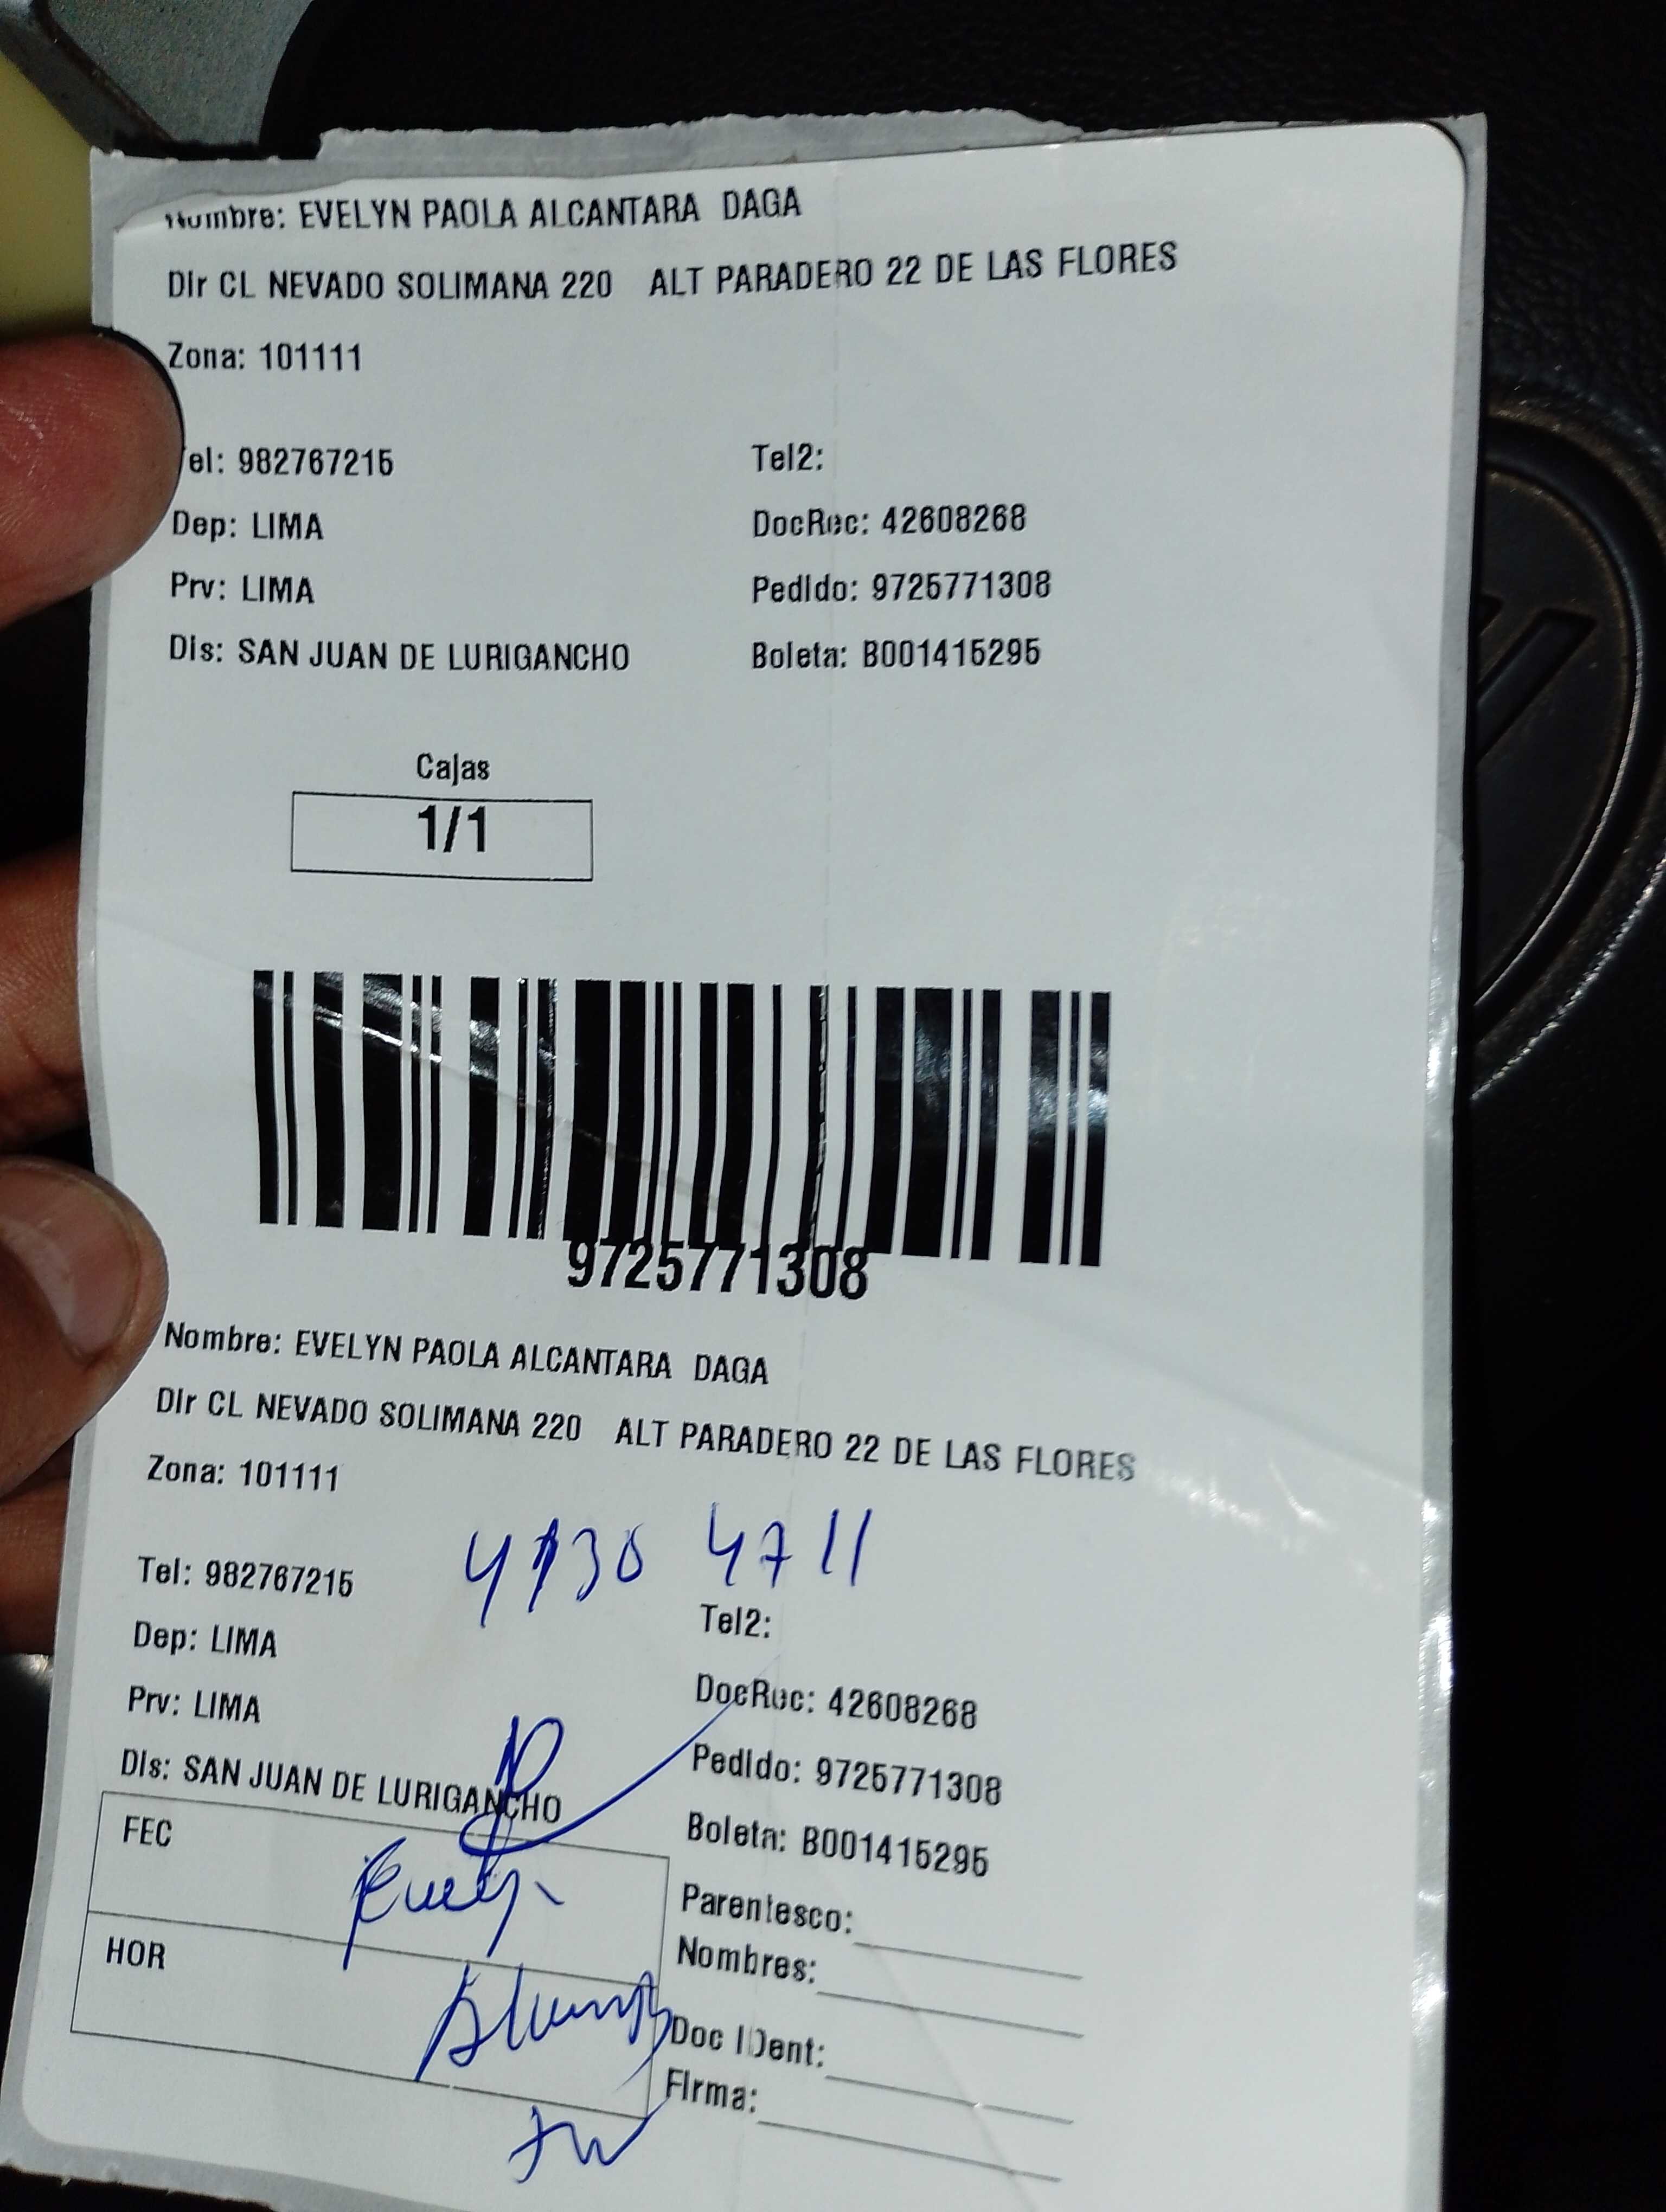 Nombre: EVELYN PAOLA ALCANTARA DAGA
Dir CL NEVADO SOLIMANA 220 ALT PARADERO 22 DE LAS FLORES
Zona: 101111
Tel: 982767215 Tel2:
Dep: LIMA DocRec: 42608268
Prv: LIMA Pedido: 9725771308
Dis: SAN JUAN DE LURIGANCHO Boleta: B001415295
Cajas
1/1
9725771308
Nombre: EVELYN PAOLA ALCANTARA DAGA
Dir CL NEVADO SOLIMANA 220 ALT PARADERO 22 DE LAS FLORES
Zona: 101111
4711
Tel: 982767215 Tel2:
Dep: LIMA DocRec: 42608268
Prv: LIMA Pedido: 9725771308
Dis: SAN JUAN DE LURIGANCHO Boleta: B001415295
FEC
Parentesco:
Nombres:
HOR
Doc IDent:
Firma: